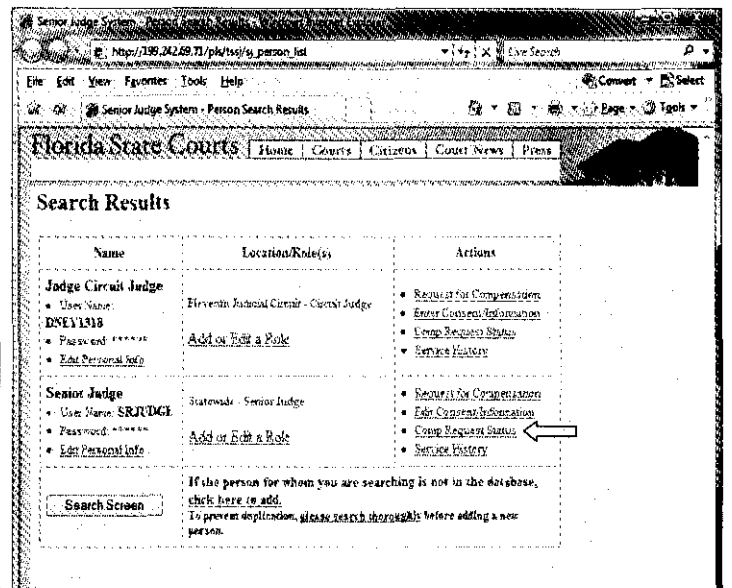 Senior Judge System - Person Search Results - Windows Internet Explorer
http://199.242.69.71/pls/tssj/sj_person_list
Live Search
File Edit View Favorites Tools Help
Convert Select
Senior Judge System - Person Search Results
Page Tools
Florida State Courts
Home Courts Citizens Court News Press
Search Results
Name Location/Role(s) Actions
Judge Circuit Judge
User Name:
Password: ******
Edit Personal Info
Eleventh Judicial Circuit - Circuit Judge
Add or Edit a Role
Request for Compensation
Enter Consent/Information
Comp Request Status
Service History
Senior Judge
User Name: SRJUDGE
Password: ******
Edit Personal Info
Statewide - Senior Judge
Add or Edit a Role
Request for Compensation
Edit Consent/Information
Comp Request Status
Service History
Search Screen
If the person for whom you are searching is not in the database,
click here to add.
To prevent duplication, please search thoroughly before adding a new
person.